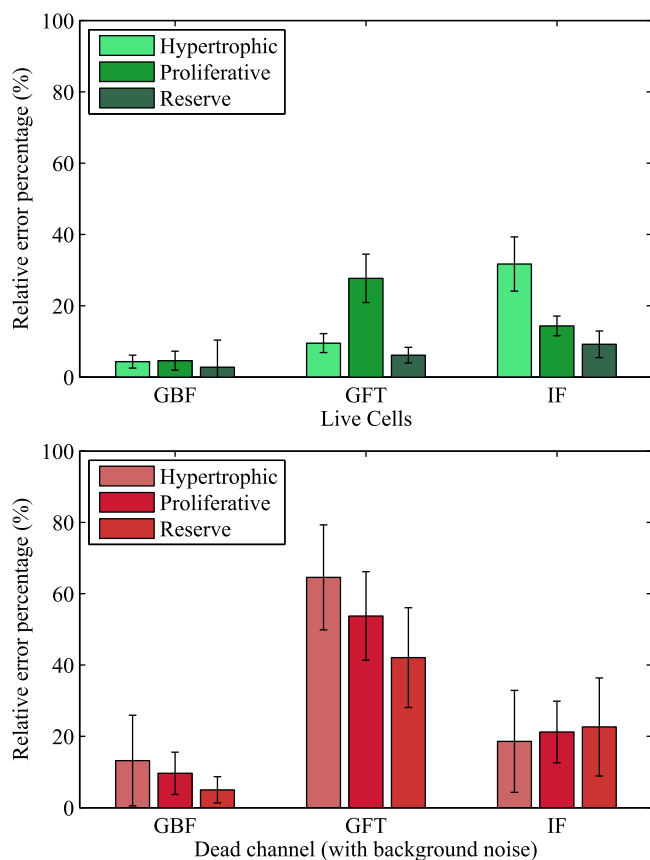 100
80
60
40
20
0
Relative error percentage (%)
Hypertrophic
Proliferative
Reserve
GBF GFT IF
Live Cells
100
80
60
40
20
0
Relative error percentage (%)
Hypertrophic
Proliferative
Reserve
GBF GFT IF
Dead channel (with background noise)